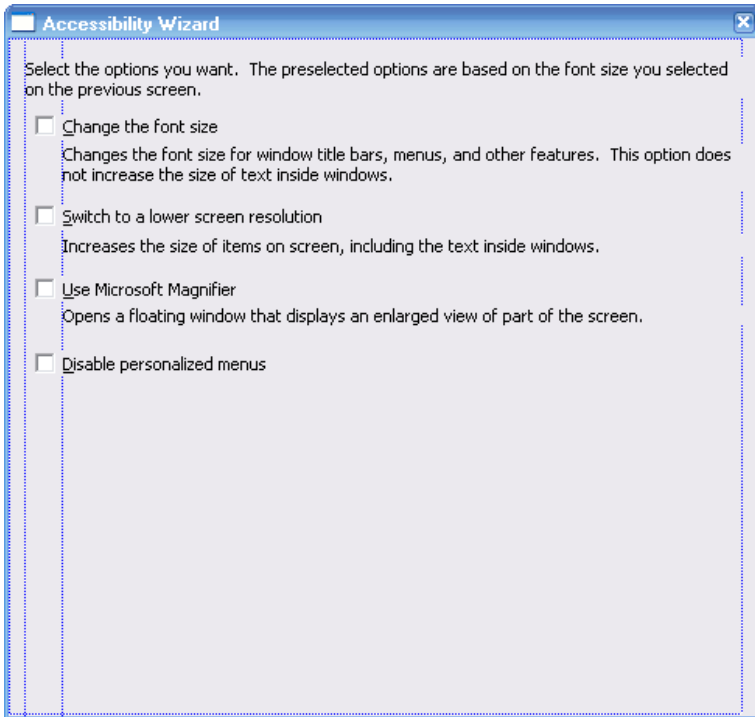 Accessibility Wizard
Select the options you want.  The preselected options are based on the font size you selected
on the previous screen.
Change the font size
Changes the font size for window title bars, menus, and other features.  This option does
not increase the size of text inside windows.
Switch to a lower screen resolution
Increases the size of items on screen, including the text inside windows.
Use Microsoft Magnifier
Opens a floating window that displays an enlarged view of part of the screen.
Disable personalized menus